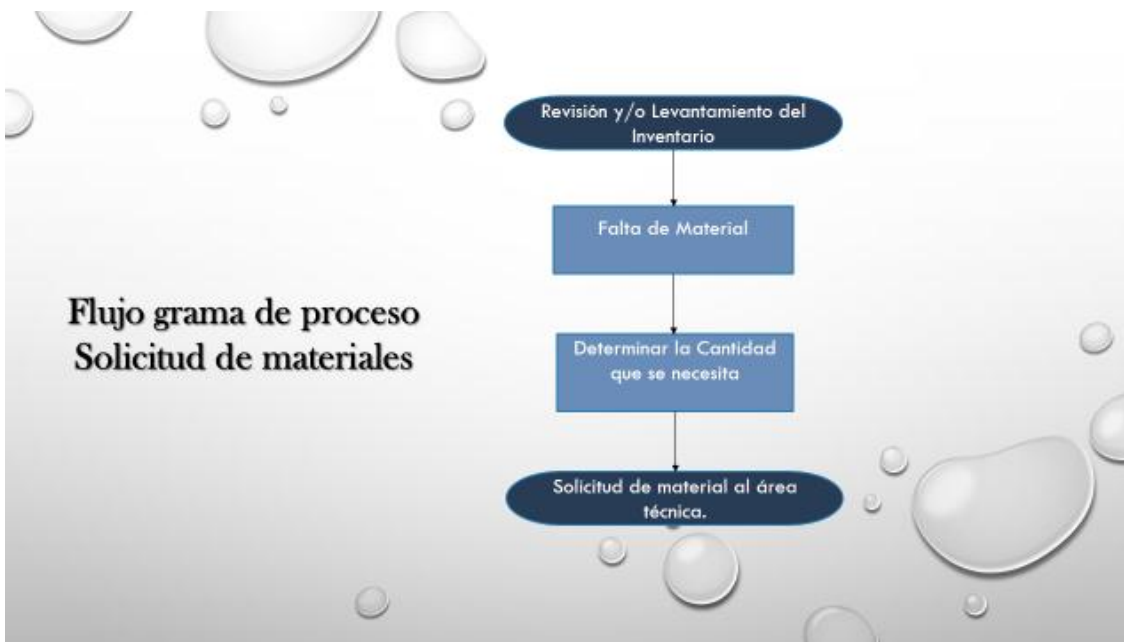 Flujo grama de proceso
Solicitud de materiales
Revisión y/o Levantamiento del
Inventario
Falta de Material
Determinar la Cantidad
que se necesita
Solicitud de material al área
técnica.